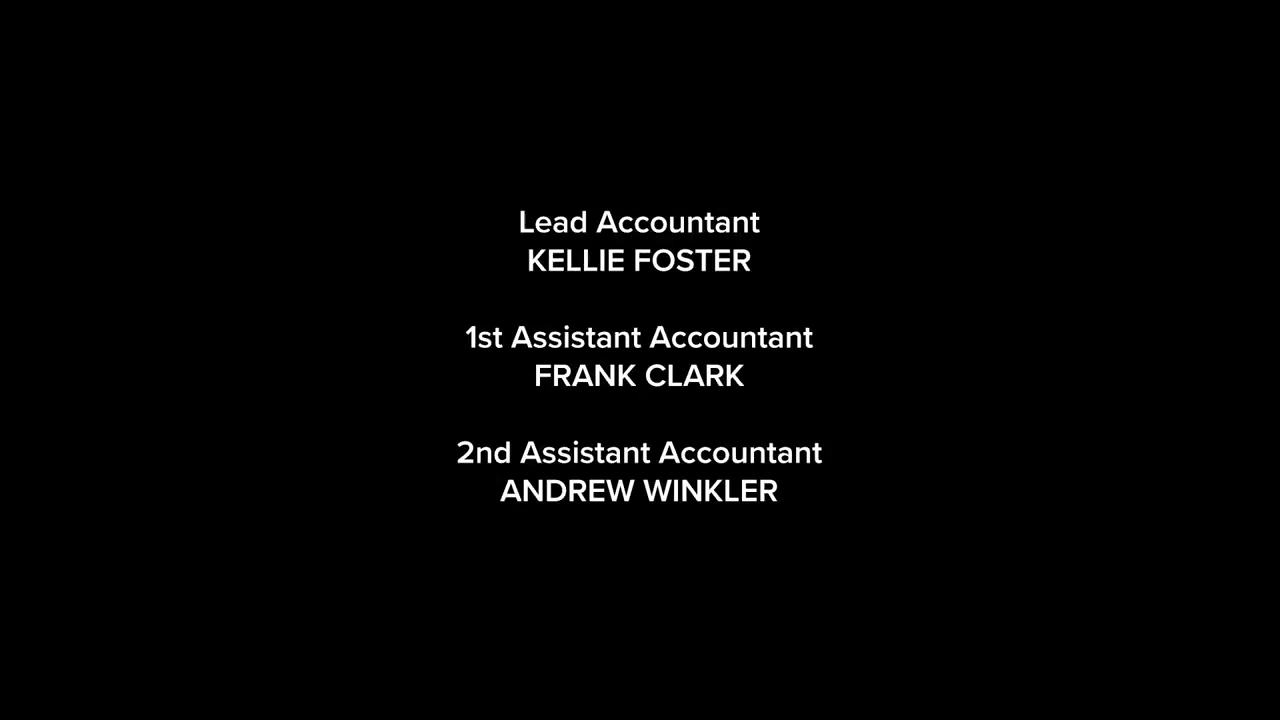 Lead Accountant
KELLIE FOSTER
1st Assistant Accountant
FRANK CLARK
2nd Assistant Accountant
ANDREW WINKLER